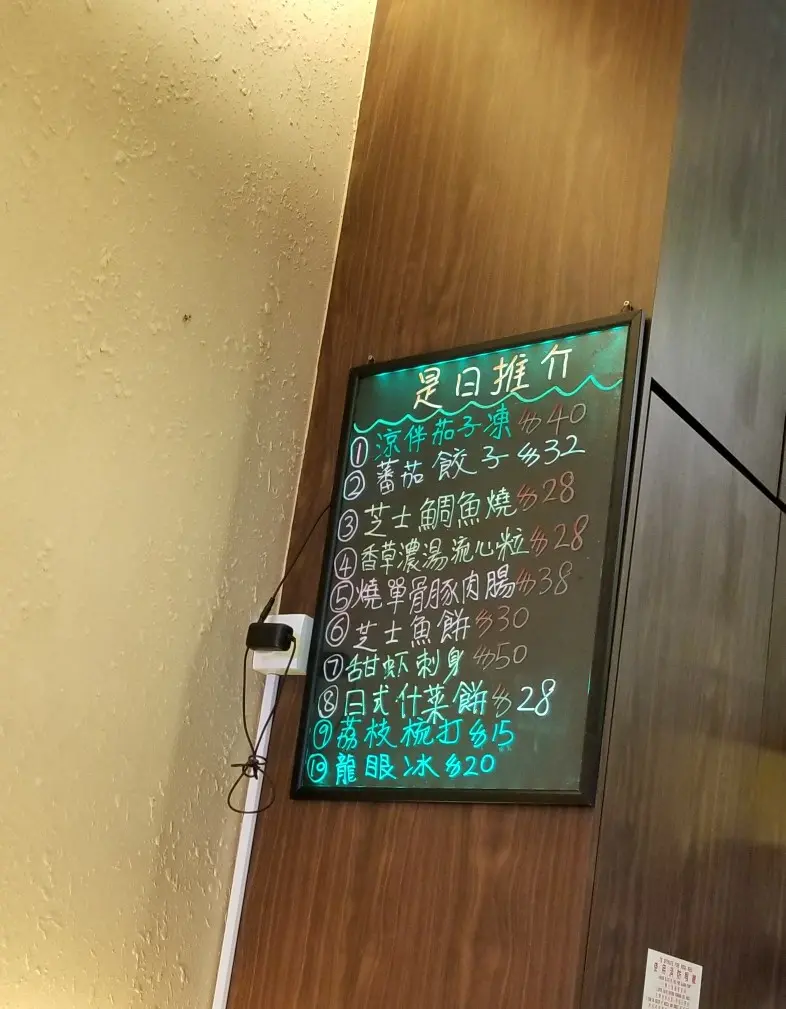 是日推介
① 涼伴茄子凍 $40
② 蕃茄餃子 $32
③ 芝士鯛魚燒 $28
④ 香草濃湯流心粒 $28
⑤ 燒單骨豚肉腸 $38
⑥ 芝士魚餅 $30
⑦ 甜虾刺身 $50
⑧ 日式什菜餅 $28
⑨ 荔枝梳打 $15
⑩ 龍眼冰 $20